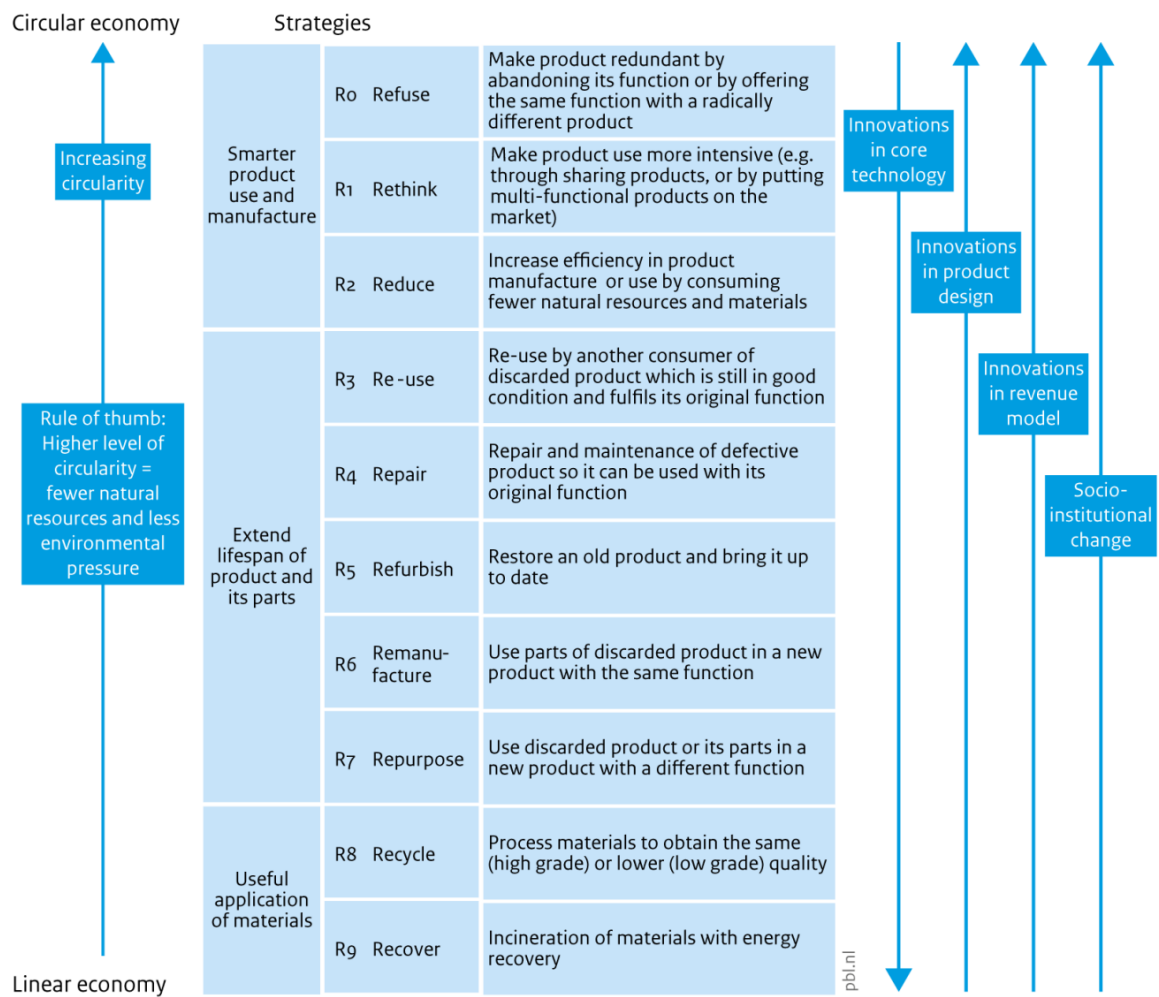 Circular economy
Strategies
Increasing
circularity
Rule of thumb:
Higher level of
circularity =
fewer natural
resources and less
environmental
pressure
Linear economy
Smarter
product
use and
manufacture
R0 Refuse
Make product redundant by
abandoning its function or by offering
the same function with a radically
different product
R1 Rethink
Make product use more intensive (e.g.
through sharing products, or by putting
multi-functional products on the
market)
R2 Reduce
Increase efficiency in product
manufacture or use by consuming
fewer natural resources and materials
Extend
lifespan of
product and
its parts
R3 Re-use
Re-use by another consumer of
discarded product which is still in good
condition and fulfils its original function
R4 Repair
Repair and maintenance of defective
product so it can be used with its
original function
R5 Refurbish
Restore an old product and bring it up
to date
R6 Remanu-
facture
Use parts of discarded product in a new
product with the same function
R7 Repurpose
Use discarded product or its parts in a
new product with a different function
Useful
application
of materials
R8 Recycle
Process materials to obtain the same
(high grade) or lower (low grade) quality
R9 Recover
Incineration of materials with energy
recovery
pbl.nl
Innovations
in core
technology
Innovations
in product
design
Innovations
in revenue
model
Socio-
institutional
change